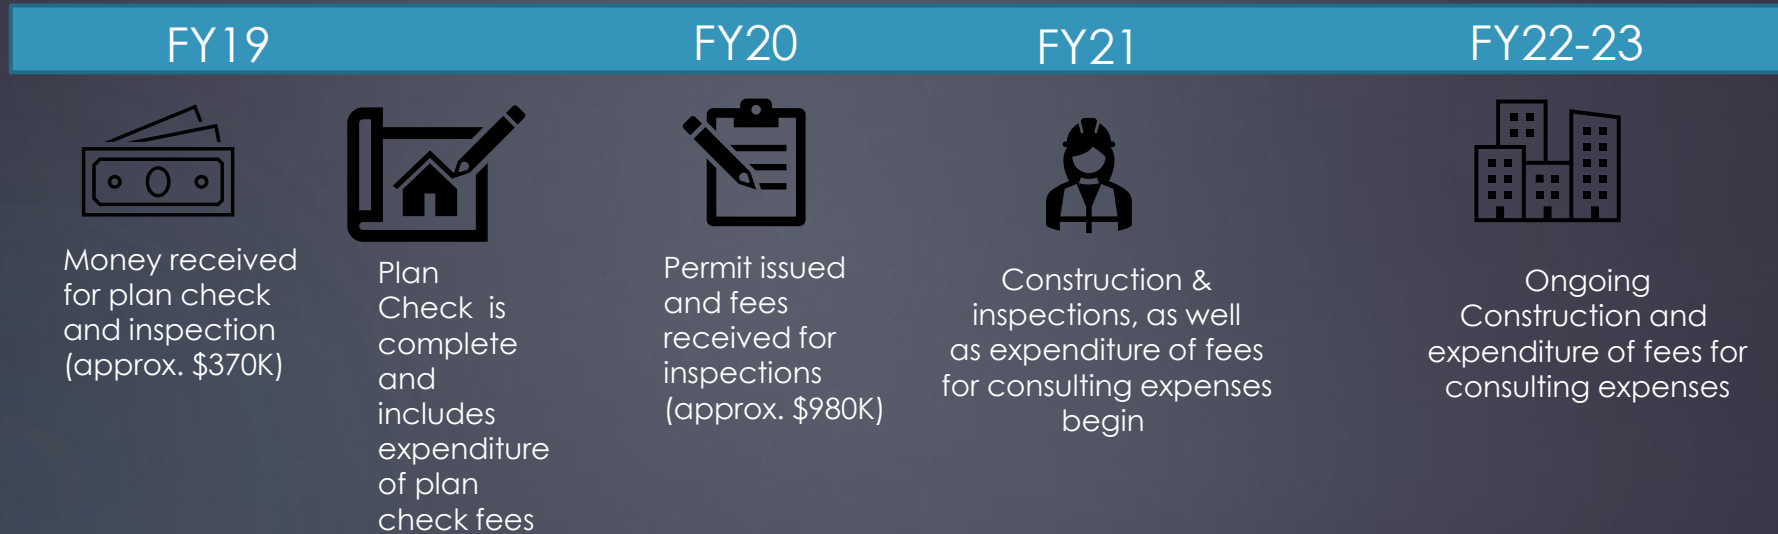 FY19
FY20
FY21
FY22-23
Money received
for plan check
and inspection
(approx. $370K)
Plan
Check is
complete
and
includes
expenditure
of plan
check fees
Permit issued
and fees
received for
inspections
(approx. $980K)
Construction &
inspections, as well
as expenditure of fees
for consulting expenses
begin
Ongoing
Construction and
expenditure of fees for
consulting expenses